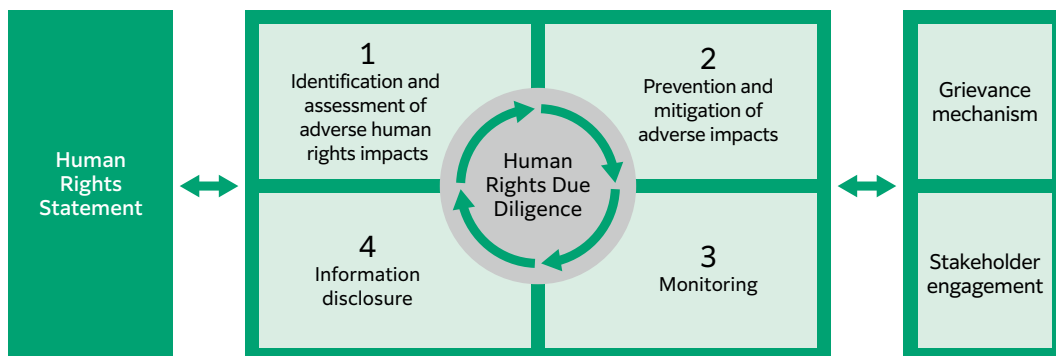 Human
Rights
Statement
1
Identification and
assessment of
adverse human
rights impacts
2
Prevention and
mitigation of
adverse impacts
Human
Rights Due
Diligence
4
Information
disclosure
3
Monitoring
Grievance
mechanism
Stakeholder
engagement